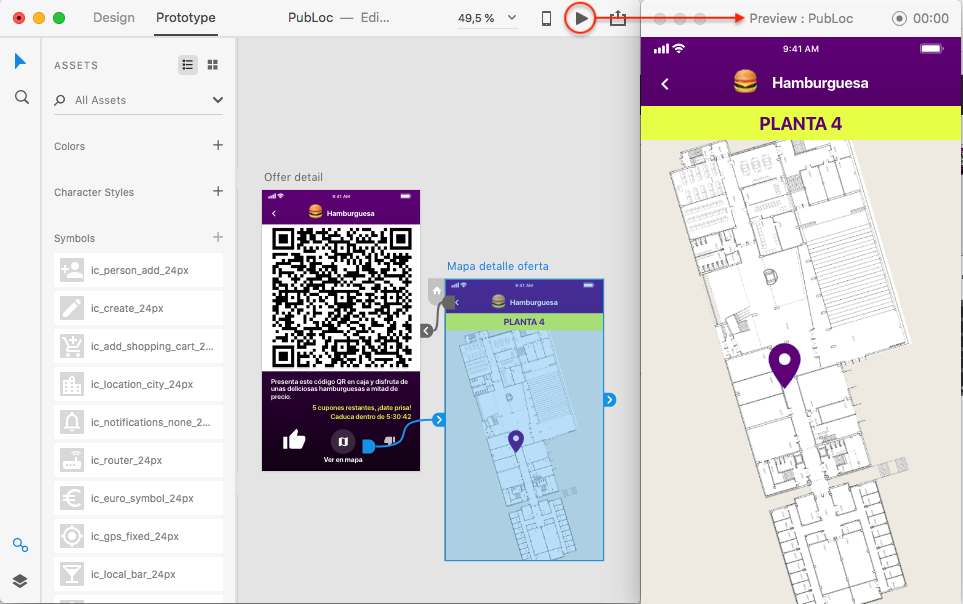 Design
Prototype
PubLoc — Edi...
49,5 %
Preview : PubLoc
00:00
ASSETS
All Assets
Colors
Character Styles
Symbols
ic_person_add_24px
ic_create_24px
ic_add_shopping_cart_2...
ic_location_city_24px
ic_notifications_none_2...
ic_router_24px
ic_euro_symbol_24px
ic_gps_fixed_24px
ic_local_bar_24px
Offer detail
9:41 AM
Hamburguesa
Presenta este código QR en caja y disfruta de
unas deliciosas hamburguesas a mitad de
precio.
5 cupones restantes, ¡date prisa!
Caduca dentro de 5:30:42
Ver en mapa
Mapa detalle oferta
9:41 AM
Hamburguesa
PLANTA 4
9:41 AM
Hamburguesa
PLANTA 4